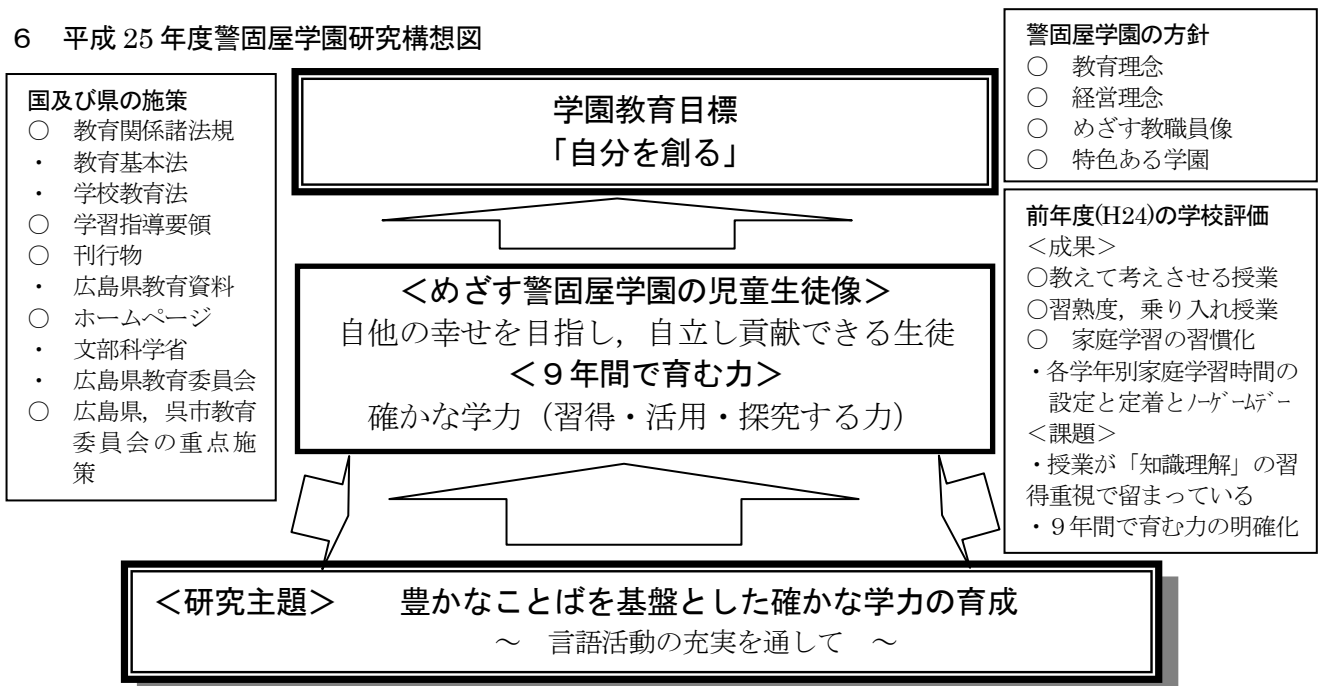 ６　平成 25 年度警固屋学園研究構想図
国及び県の施策
○　教育関係諸法規
・　教育基本法
・　学校教育法
○　学習指導要領
○　刊行物
・　広島県教育資料
○　ホームページ
・　文部科学省
・　広島県教育委員会
○　広島県，呉市教育
委員会の重点施
策
学園教育目標
「自分を創る」
＜めざす警固屋学園の児童生徒像＞
自他の幸せを目指し，自立し貢献できる生徒
＜９年間で育む力＞
確かな学力（習得・活用・探究する力）
警固屋学園の方針
○　教育理念
○　経営理念
○　めざす教職員像
○　特色ある学園
前年度(H24)の学校評価
＜成果＞
○教えて考えさせる授業
○習熟度，乗り入れ授業
○　家庭学習の習慣化
・各学年別家庭学習時間の
設定と定着とﾉｰｹﾞｰﾑﾃﾞｰ
＜課題＞
・授業が「知識理解」の習
得重視で留まっている
・９年間で育む力の明確化
＜研究主題＞　　豊かなことばを基盤とした確かな学力の育成
～　言語活動の充実を通して　～